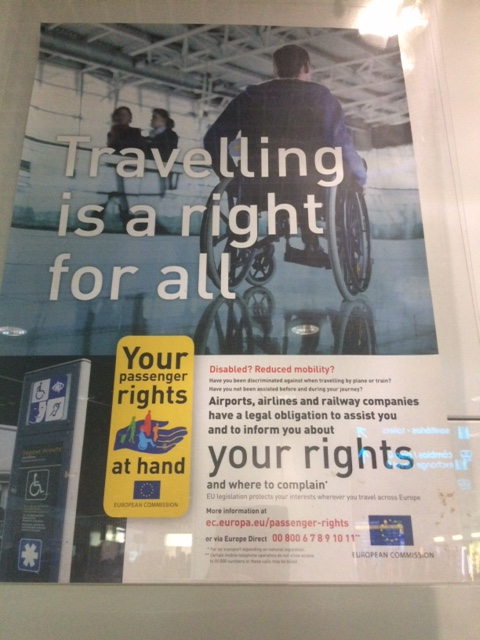 Travelling
is a right
for all
Your
passenger
rights
at hand
EUROPEAN COMMISSION
Disabled? Reduced mobility?
Have you been discriminated against when travelling by plane or train?
Have you not been assisted before and during your journey?
Airports, airlines and railway companies
have a legal obligation to assist you
and to inform you about
your rights
and where to complain*
EU legislation protects your interests wherever you travel across Europe
More information at
ec.europa.eu/passenger-rights
or via Europe Direct 00 800 6 7 8 9 10 11**
EUROPEAN COMMISSION